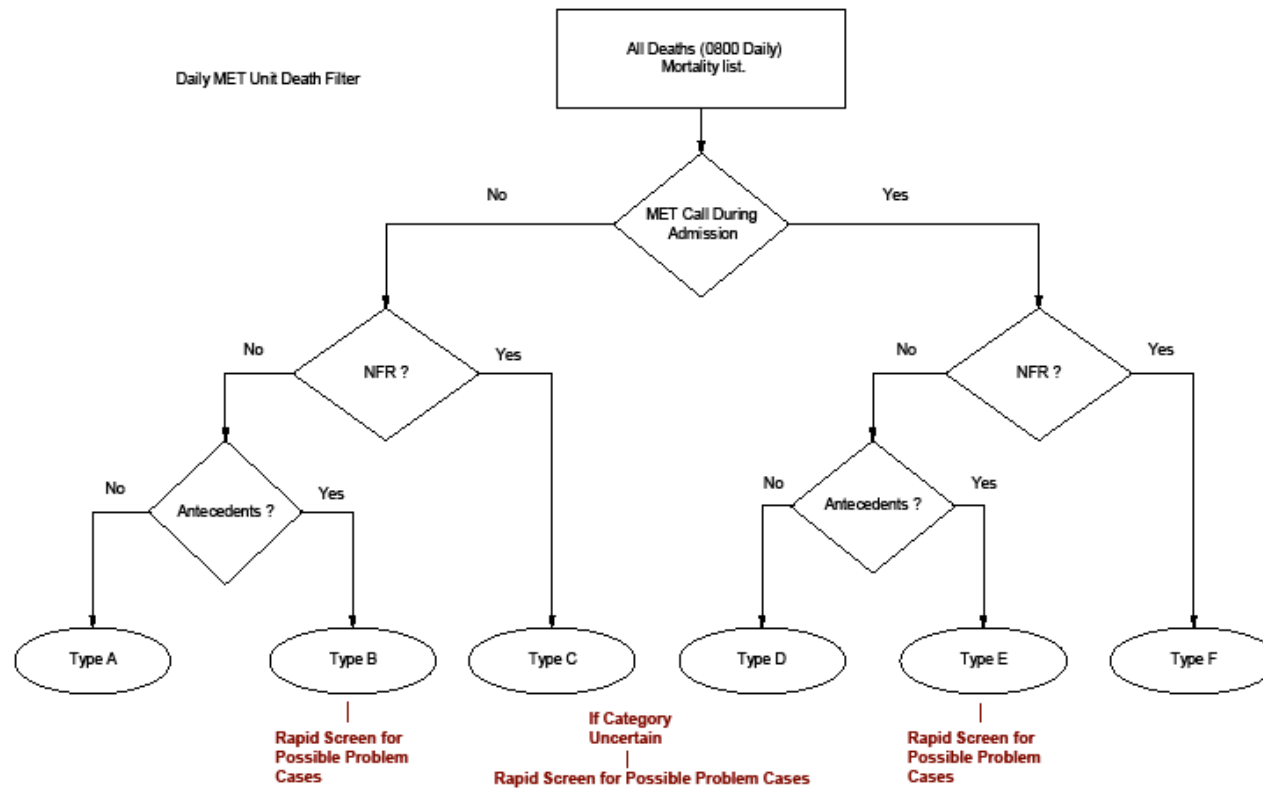 All Deaths (0800 Daily)
Mortality list.
Daily MET Unit Death Filter
No
Yes
MET Call During
Admission
No
NFR ?
Yes
No
NFR ?
Yes
No
Antecedents ?
Yes
No
Antecedents ?
Yes
Type A
Type B
Type C
Type D
Type E
Type F
Rapid Screen for
Possible Problem
Cases
If Category
Uncertain
Rapid Screen for Possible Problem Cases
Rapid Screen for
Possible Problem
Cases